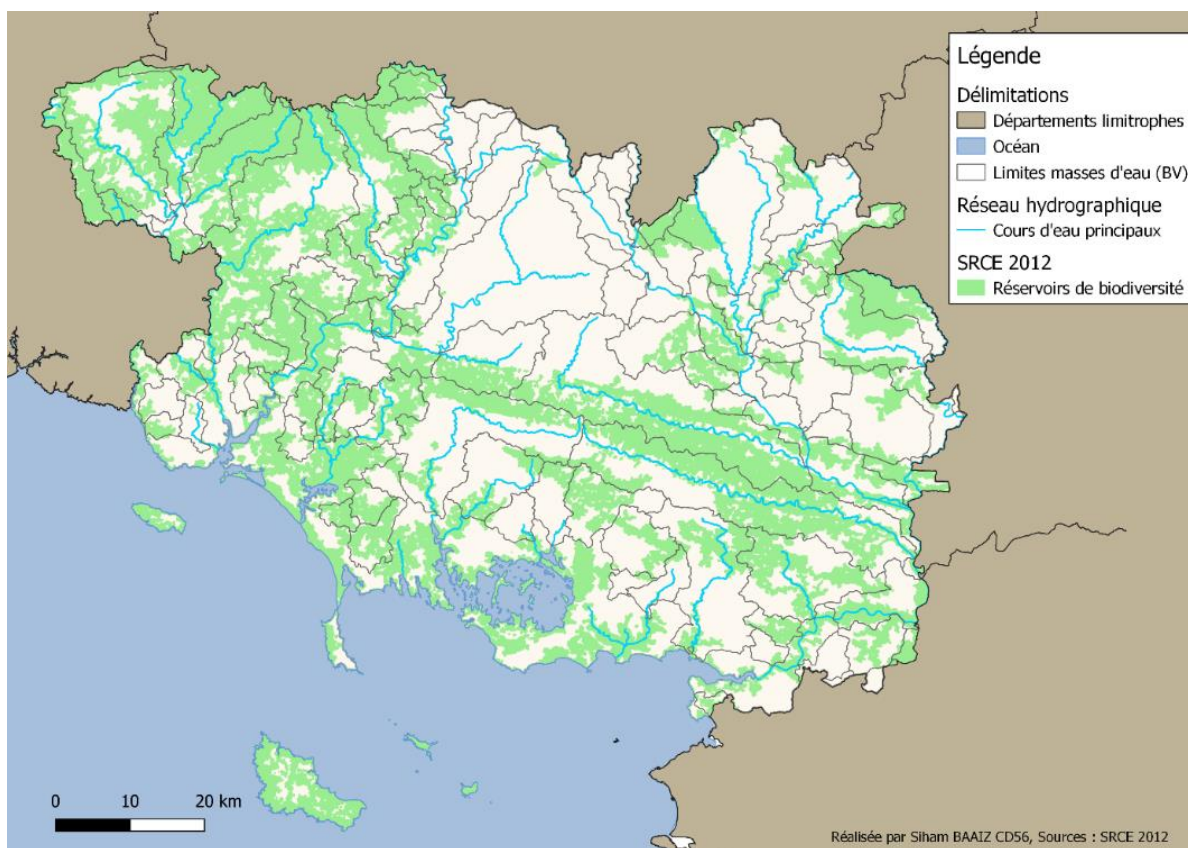 Légende
Délimitations
Départements limitrophes
Océan
Limites masses d'eau (BV)
Réseau hydrographique
Cours d'eau principaux
SRCE 2012
Réservoirs de biodiversité
0 10 20 km
Réalisée par Siham BAAIZ CD56, Sources : SRCE 2012